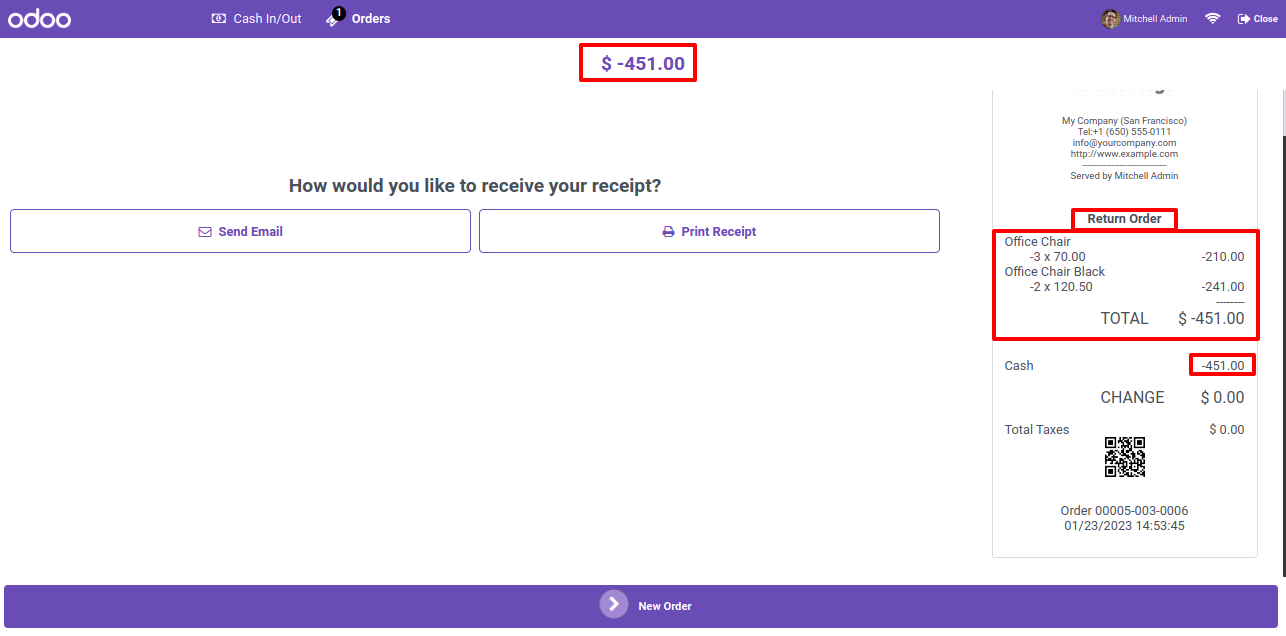 odoo
Cash In/Out
1
Orders
Mitchell Admin
Close
$ -451.00
How would you like to receive your receipt?
Send Email
Print Receipt
My Company (San Francisco)
Tel:+1 (650) 555-0111
info@yourcompany.com
http://www.example.com
--------------------------------
Served by Mitchell Admin
Return Order
Office Chair
-3 x 70.00 -210.00
Office Chair Black
-2 x 120.50 -241.00
--------
TOTAL $ -451.00
Cash -451.00
CHANGE $ 0.00
Total Taxes $ 0.00
Order 00005-003-0006
01/23/2023 14:53:45
New Order